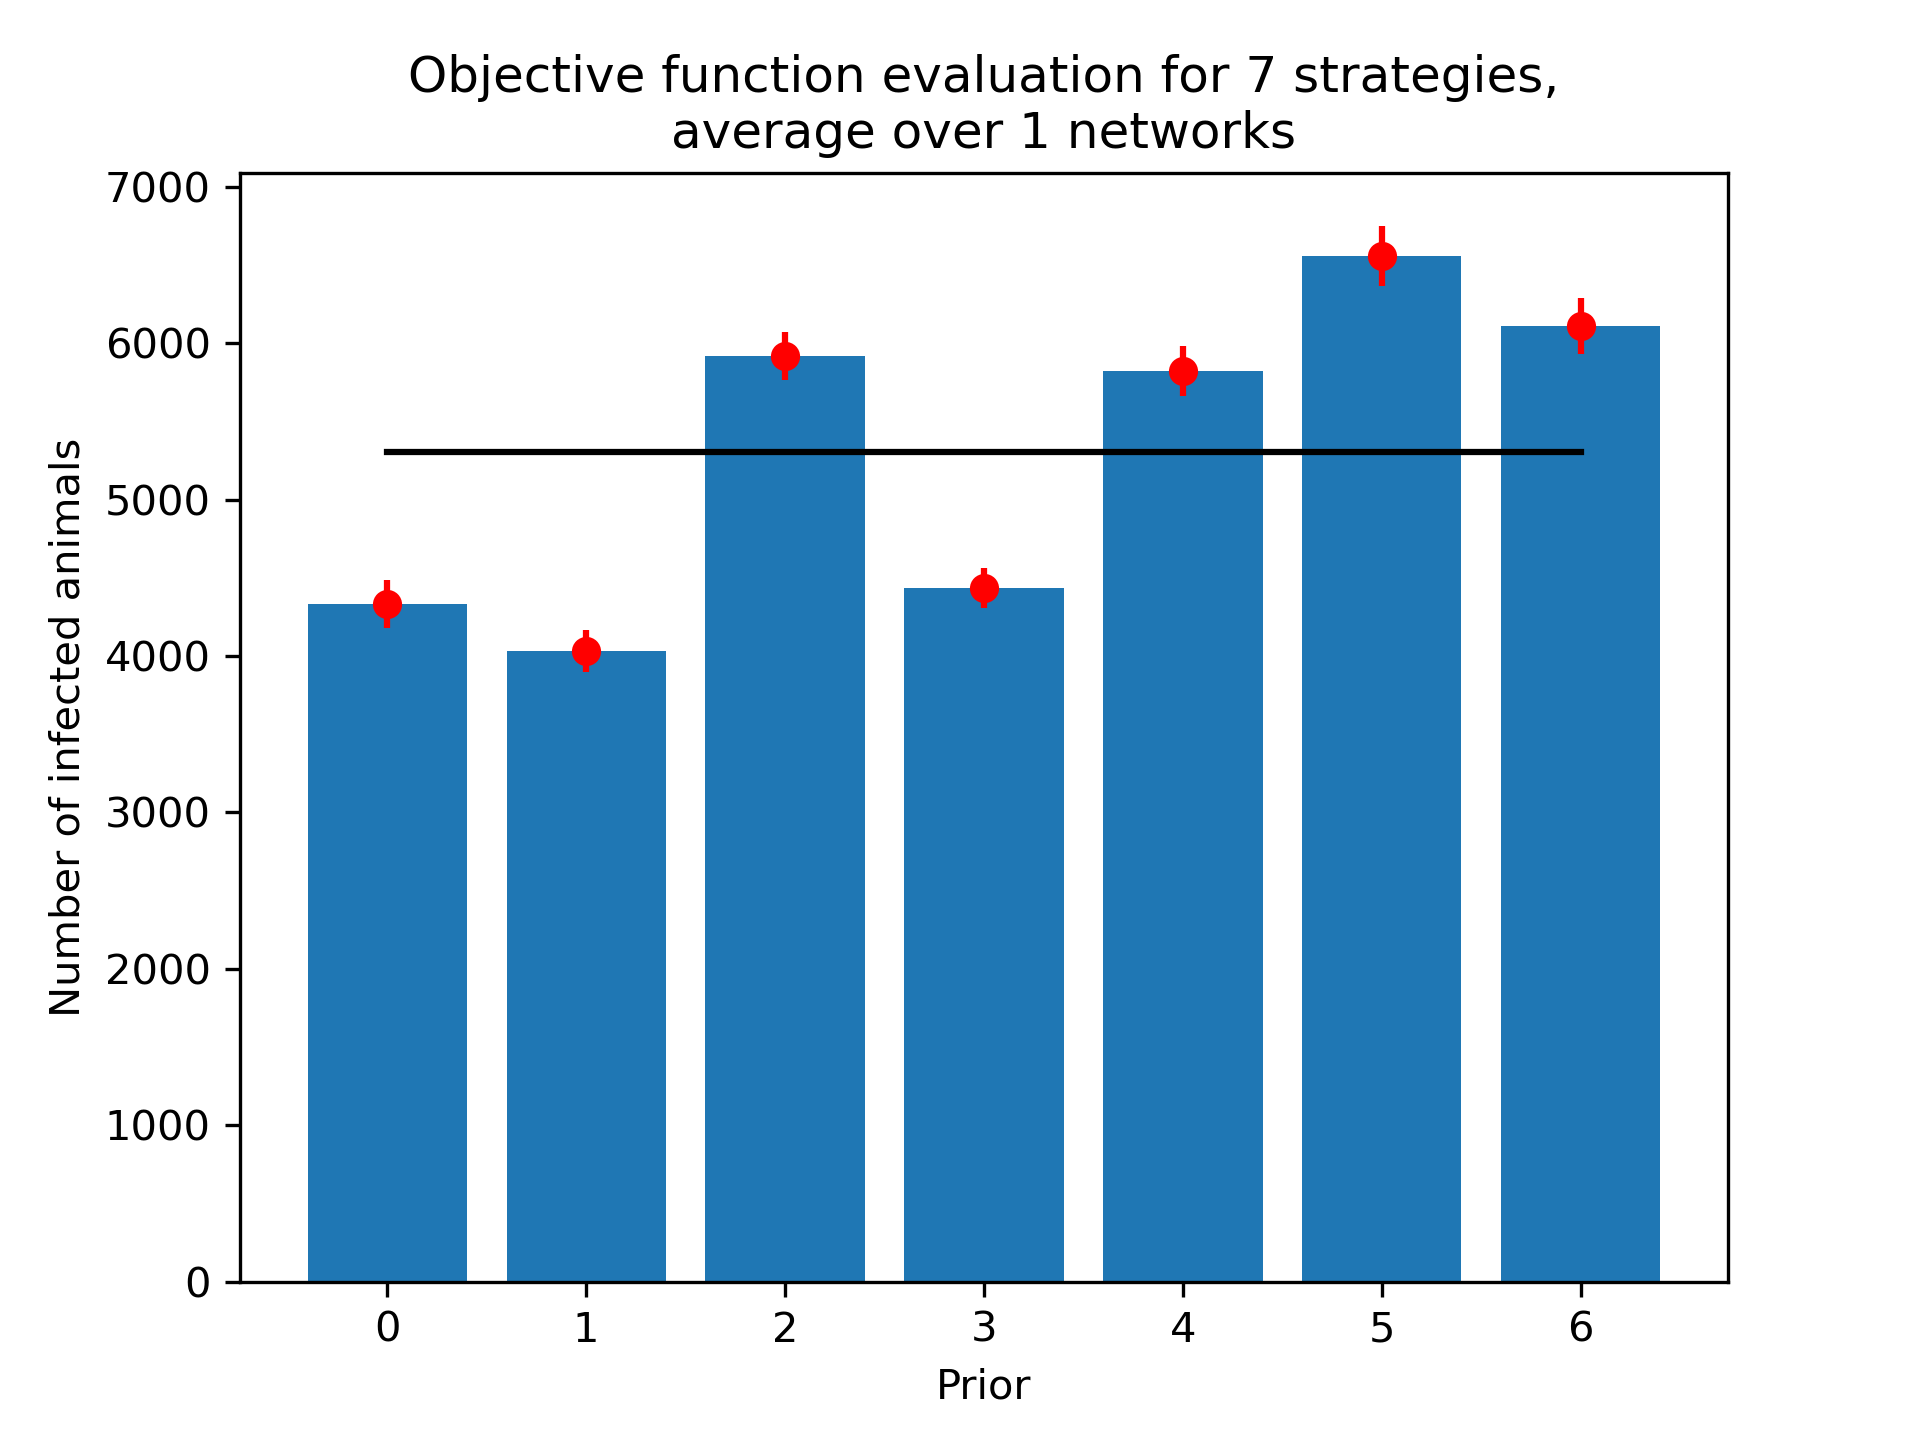 Objective function evaluation for 7 strategies,
average over 1 networks
7000
6000
5000
4000
3000
2000
1000
0
Number of infected animals
0 1 2 3 4 5 6
Prior